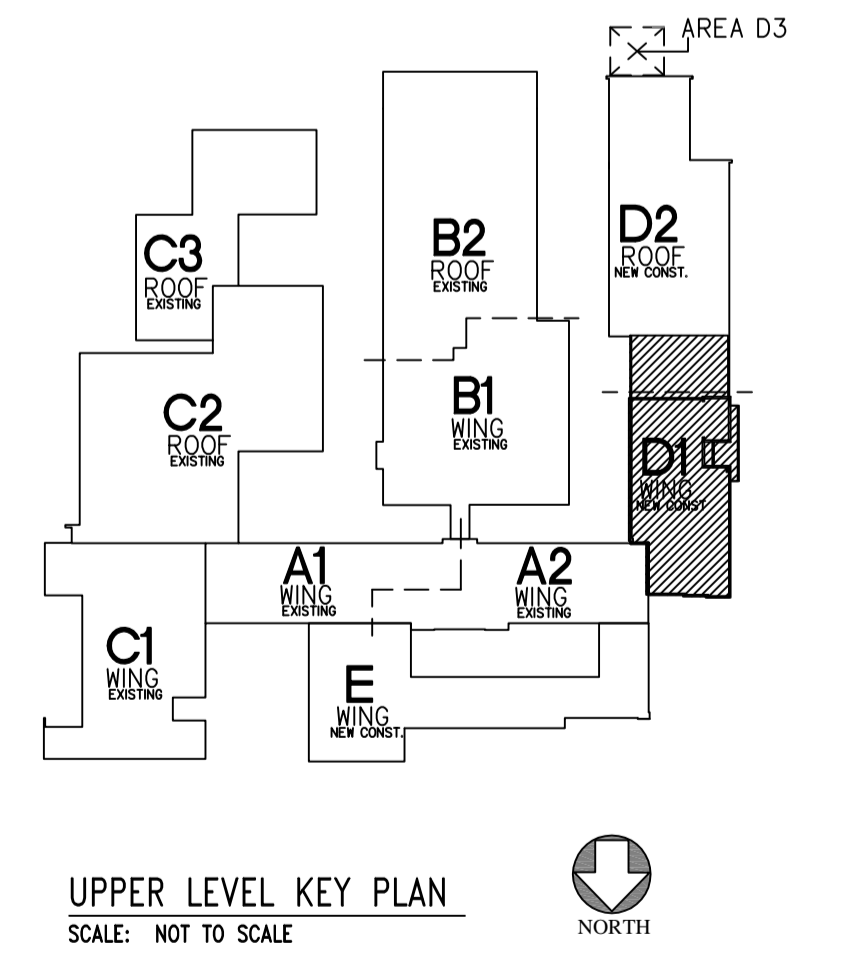 AREA D3
C3
ROOF
EXISTING
B2
ROOF
EXISTING
D2
ROOF
NEW CONST.
C2
ROOF
EXISTING
B1
WING
EXISTING
D1
WING
NEW CONST
A1
WING
EXISTING
A2
WING
EXISTING
C1
WING
EXISTING
E
WING
NEW CONST.
UPPER LEVEL KEY PLAN
SCALE: NOT TO SCALE
NORTH